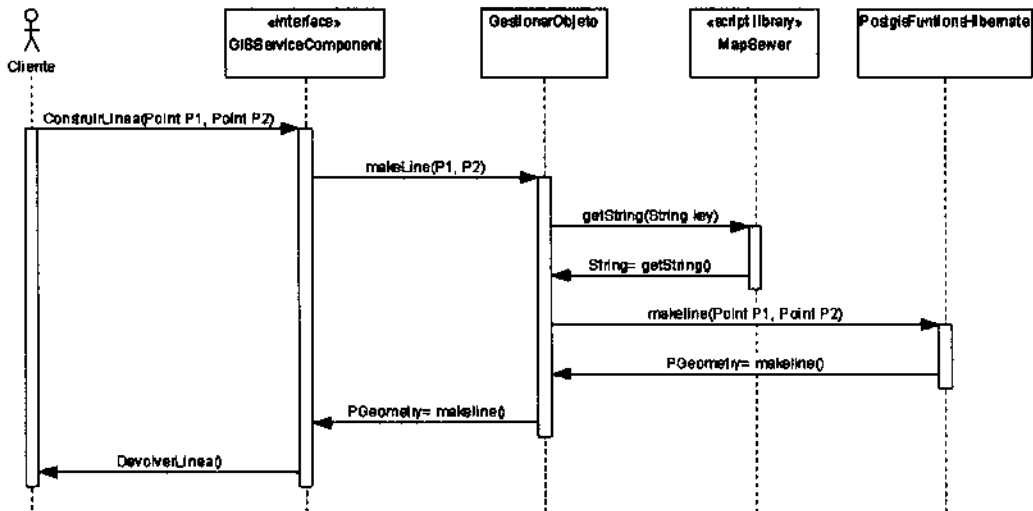 Cliente
«interface»
GISServiceComponent
GestionarObjeto
«script library»
MapServer
PostgisFuntionsHibernate
ConstruirLinea(Point P1, Point P2)
makeLine(P1, P2)
getString(String key)
String= getString()
makeline(Point P1, Point P2)
PGeometry= makeline()
PGeometry= makeline()
DevolverLinea()